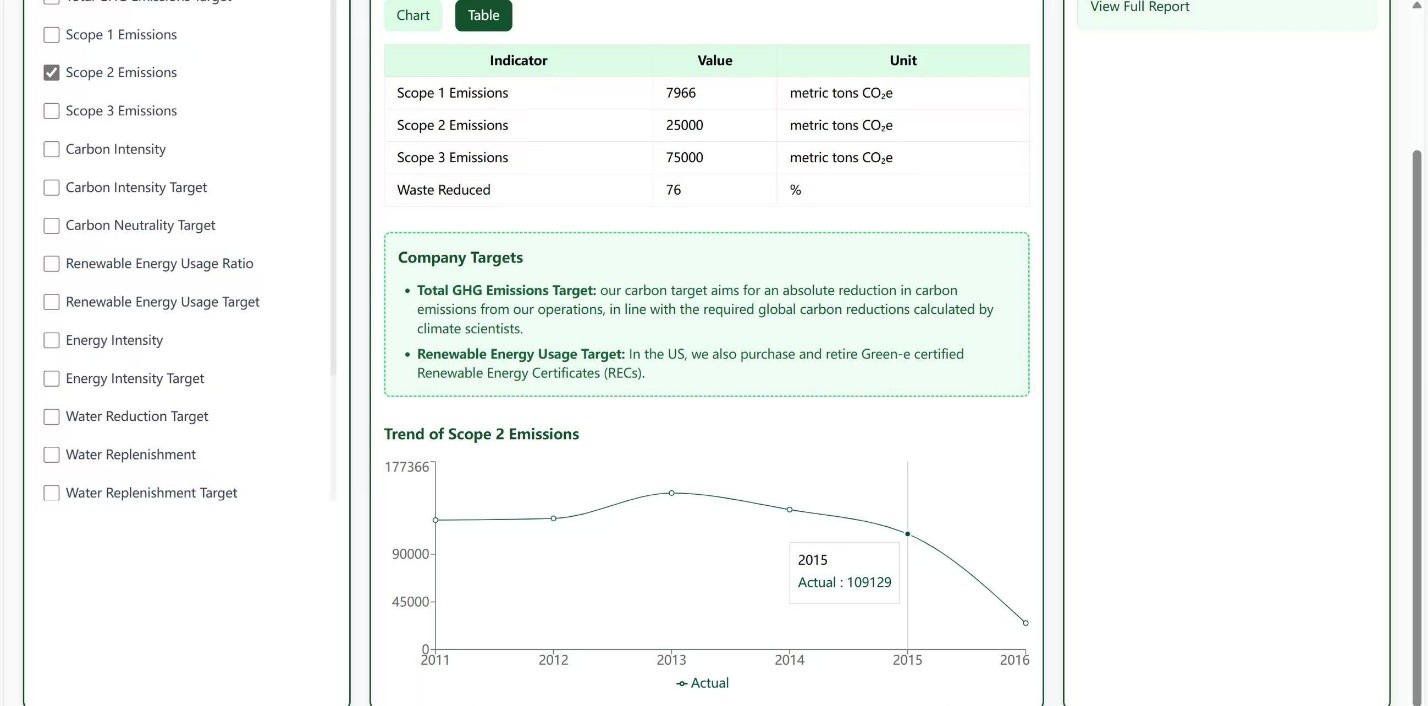 Total GHG Emissions Target
Scope 1 Emissions
Scope 2 Emissions
Scope 3 Emissions
Carbon Intensity
Carbon Intensity Target
Carbon Neutrality Target
Renewable Energy Usage Ratio
Renewable Energy Usage Target
Energy Intensity
Energy Intensity Target
Water Reduction Target
Water Replenishment
Water Replenishment Target
Chart Table
Indicator Value Unit
Scope 1 Emissions 7966 metric tons CO₂e
Scope 2 Emissions 25000 metric tons CO₂e
Scope 3 Emissions 75000 metric tons CO₂e
Waste Reduced 76 %
Company Targets
• Total GHG Emissions Target: our carbon target aims for an absolute reduction in carbon
emissions from our operations, in line with the required global carbon reductions calculated by
climate scientists.
• Renewable Energy Usage Target: In the US, we also purchase and retire Green-e certified
Renewable Energy Certificates (RECs).
Trend of Scope 2 Emissions
177366
90000
45000
0
2015
Actual : 109129
2011 2012 2013 2014 2015 2016
Actual
View Full Report